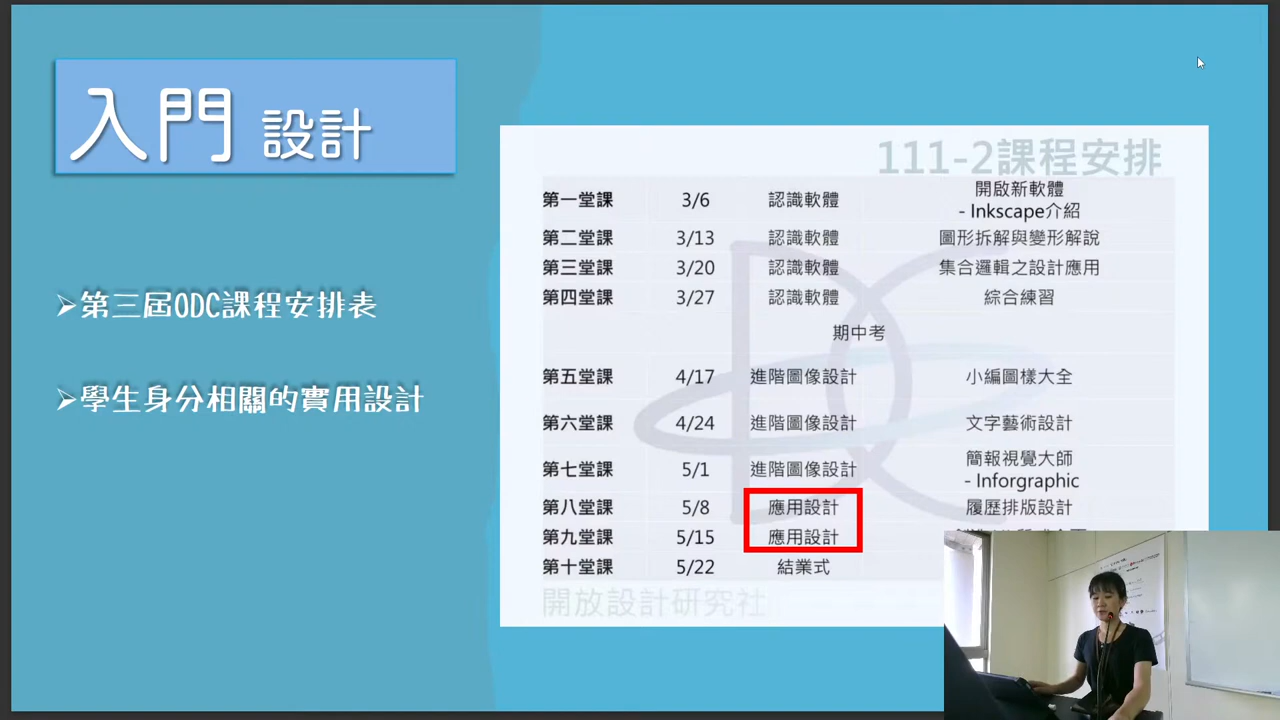 入門 設計
➢第三屆ODC課程安排表
➢學生身分相關的實用設計
111-2課程安排
第一堂課 3/6 認識軟體 開啟新軟體
- Inkscape介紹
第二堂課 3/13 認識軟體 圖形拆解與變形解說
第三堂課 3/20 認識軟體 集合邏輯之設計應用
第四堂課 3/27 認識軟體 綜合練習
期中考
第五堂課 4/17 進階圖像設計 小編圖樣大全
第六堂課 4/24 進階圖像設計 文字藝術設計
第七堂課 5/1 進階圖像設計 簡報視覺大師
- Inforgraphic
第八堂課 5/8 應用設計 履歷排版設計
第九堂課 5/15 應用設計
第十堂課 5/22 結業式
開放設計研究社